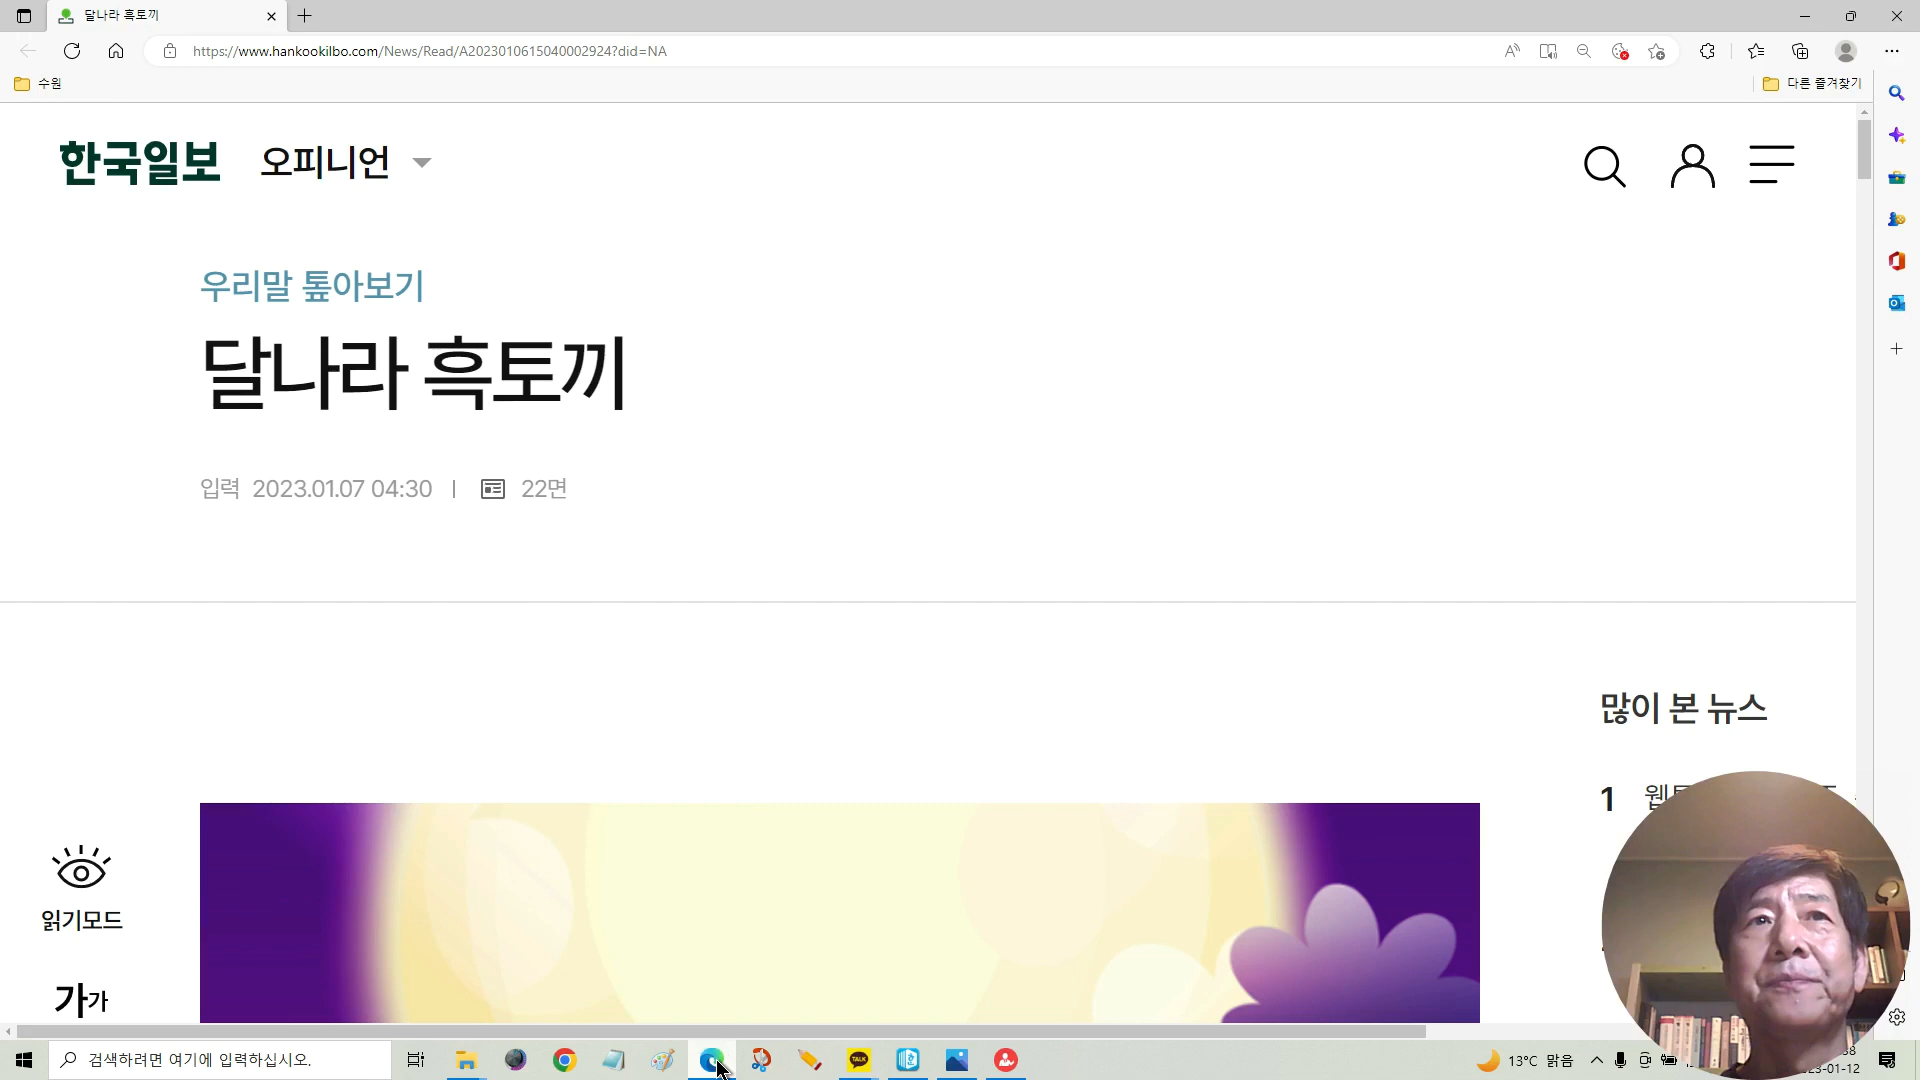 달나라 흑토끼
https://www.hankookilbo.com/News/Read/A2023010615040002924?did=NA
수원
다른 즐겨찾기
한국일보 오피니언
우리말 톺아보기
달나라 흑토끼
입력 2023.01.07 04:30 | 22면
많이 본 뉴스
1
읽기모드
가가
검색하려면 여기에 입력하십시오.
TALK
13°C 맑음